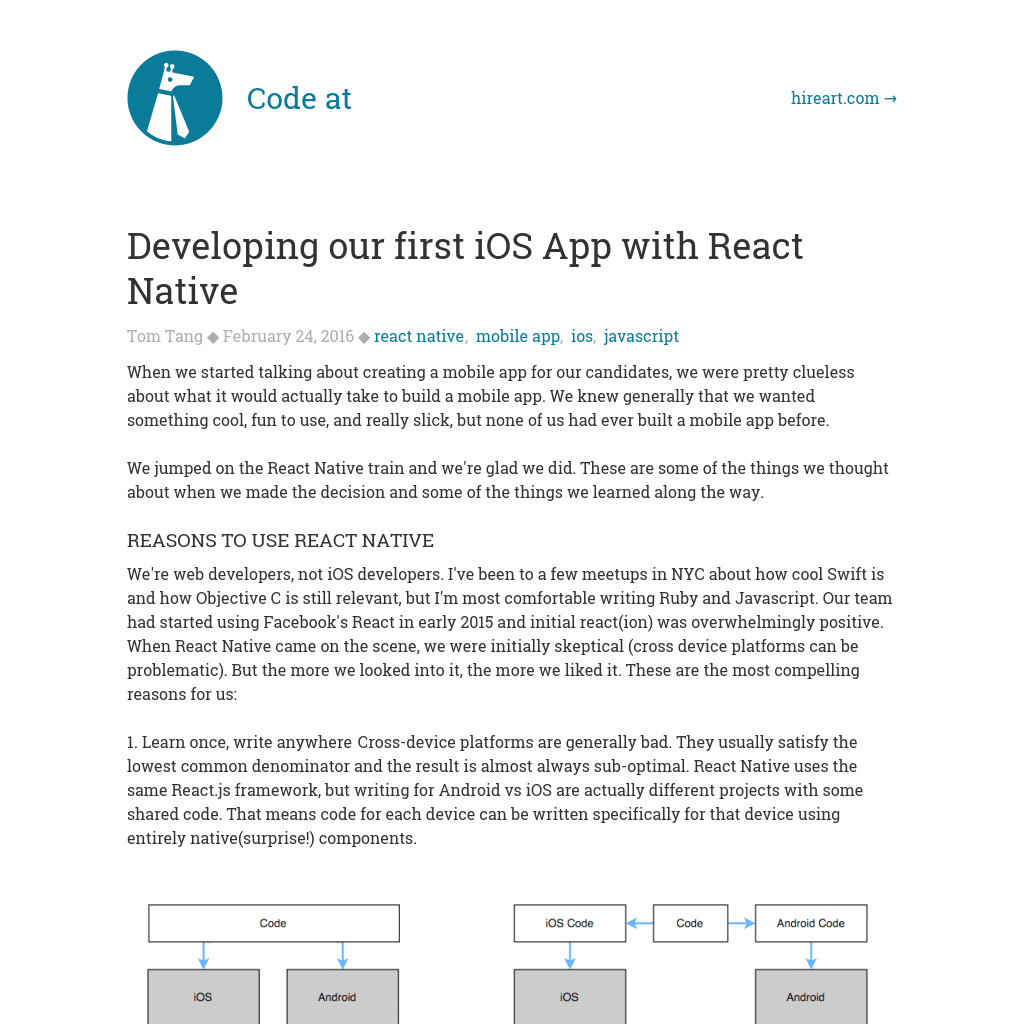 Code at
hireart.com →
Developing our first iOS App with React
Native
Tom Tang ◆ February 24, 2016 ◆ react native, mobile app, ios, javascript
When we started talking about creating a mobile app for our candidates, we were pretty clueless
about what it would actually take to build a mobile app. We knew generally that we wanted
something cool, fun to use, and really slick, but none of us had ever built a mobile app before.
We jumped on the React Native train and we're glad we did. These are some of the things we thought
about when we made the decision and some of the things we learned along the way.
REASONS TO USE REACT NATIVE
We're web developers, not iOS developers. I've been to a few meetups in NYC about how cool Swift is
and how Objective C is still relevant, but I'm most comfortable writing Ruby and Javascript. Our team
had started using Facebook's React in early 2015 and initial react(ion) was overwhelmingly positive.
When React Native came on the scene, we were initially skeptical (cross device platforms can be
problematic). But the more we looked into it, the more we liked it. These are the most compelling
reasons for us:
1. Learn once, write anywhere Cross-device platforms are generally bad. They usually satisfy the
lowest common denominator and the result is almost always sub-optimal. React Native uses the
same React.js framework, but writing for Android vs iOS are actually different projects with some
shared code. That means code for each device can be written specifically for that device using
entirely native(surprise!) components.
Code
iOS Code
Code
Android Code
iOS
Android
iOS
Android